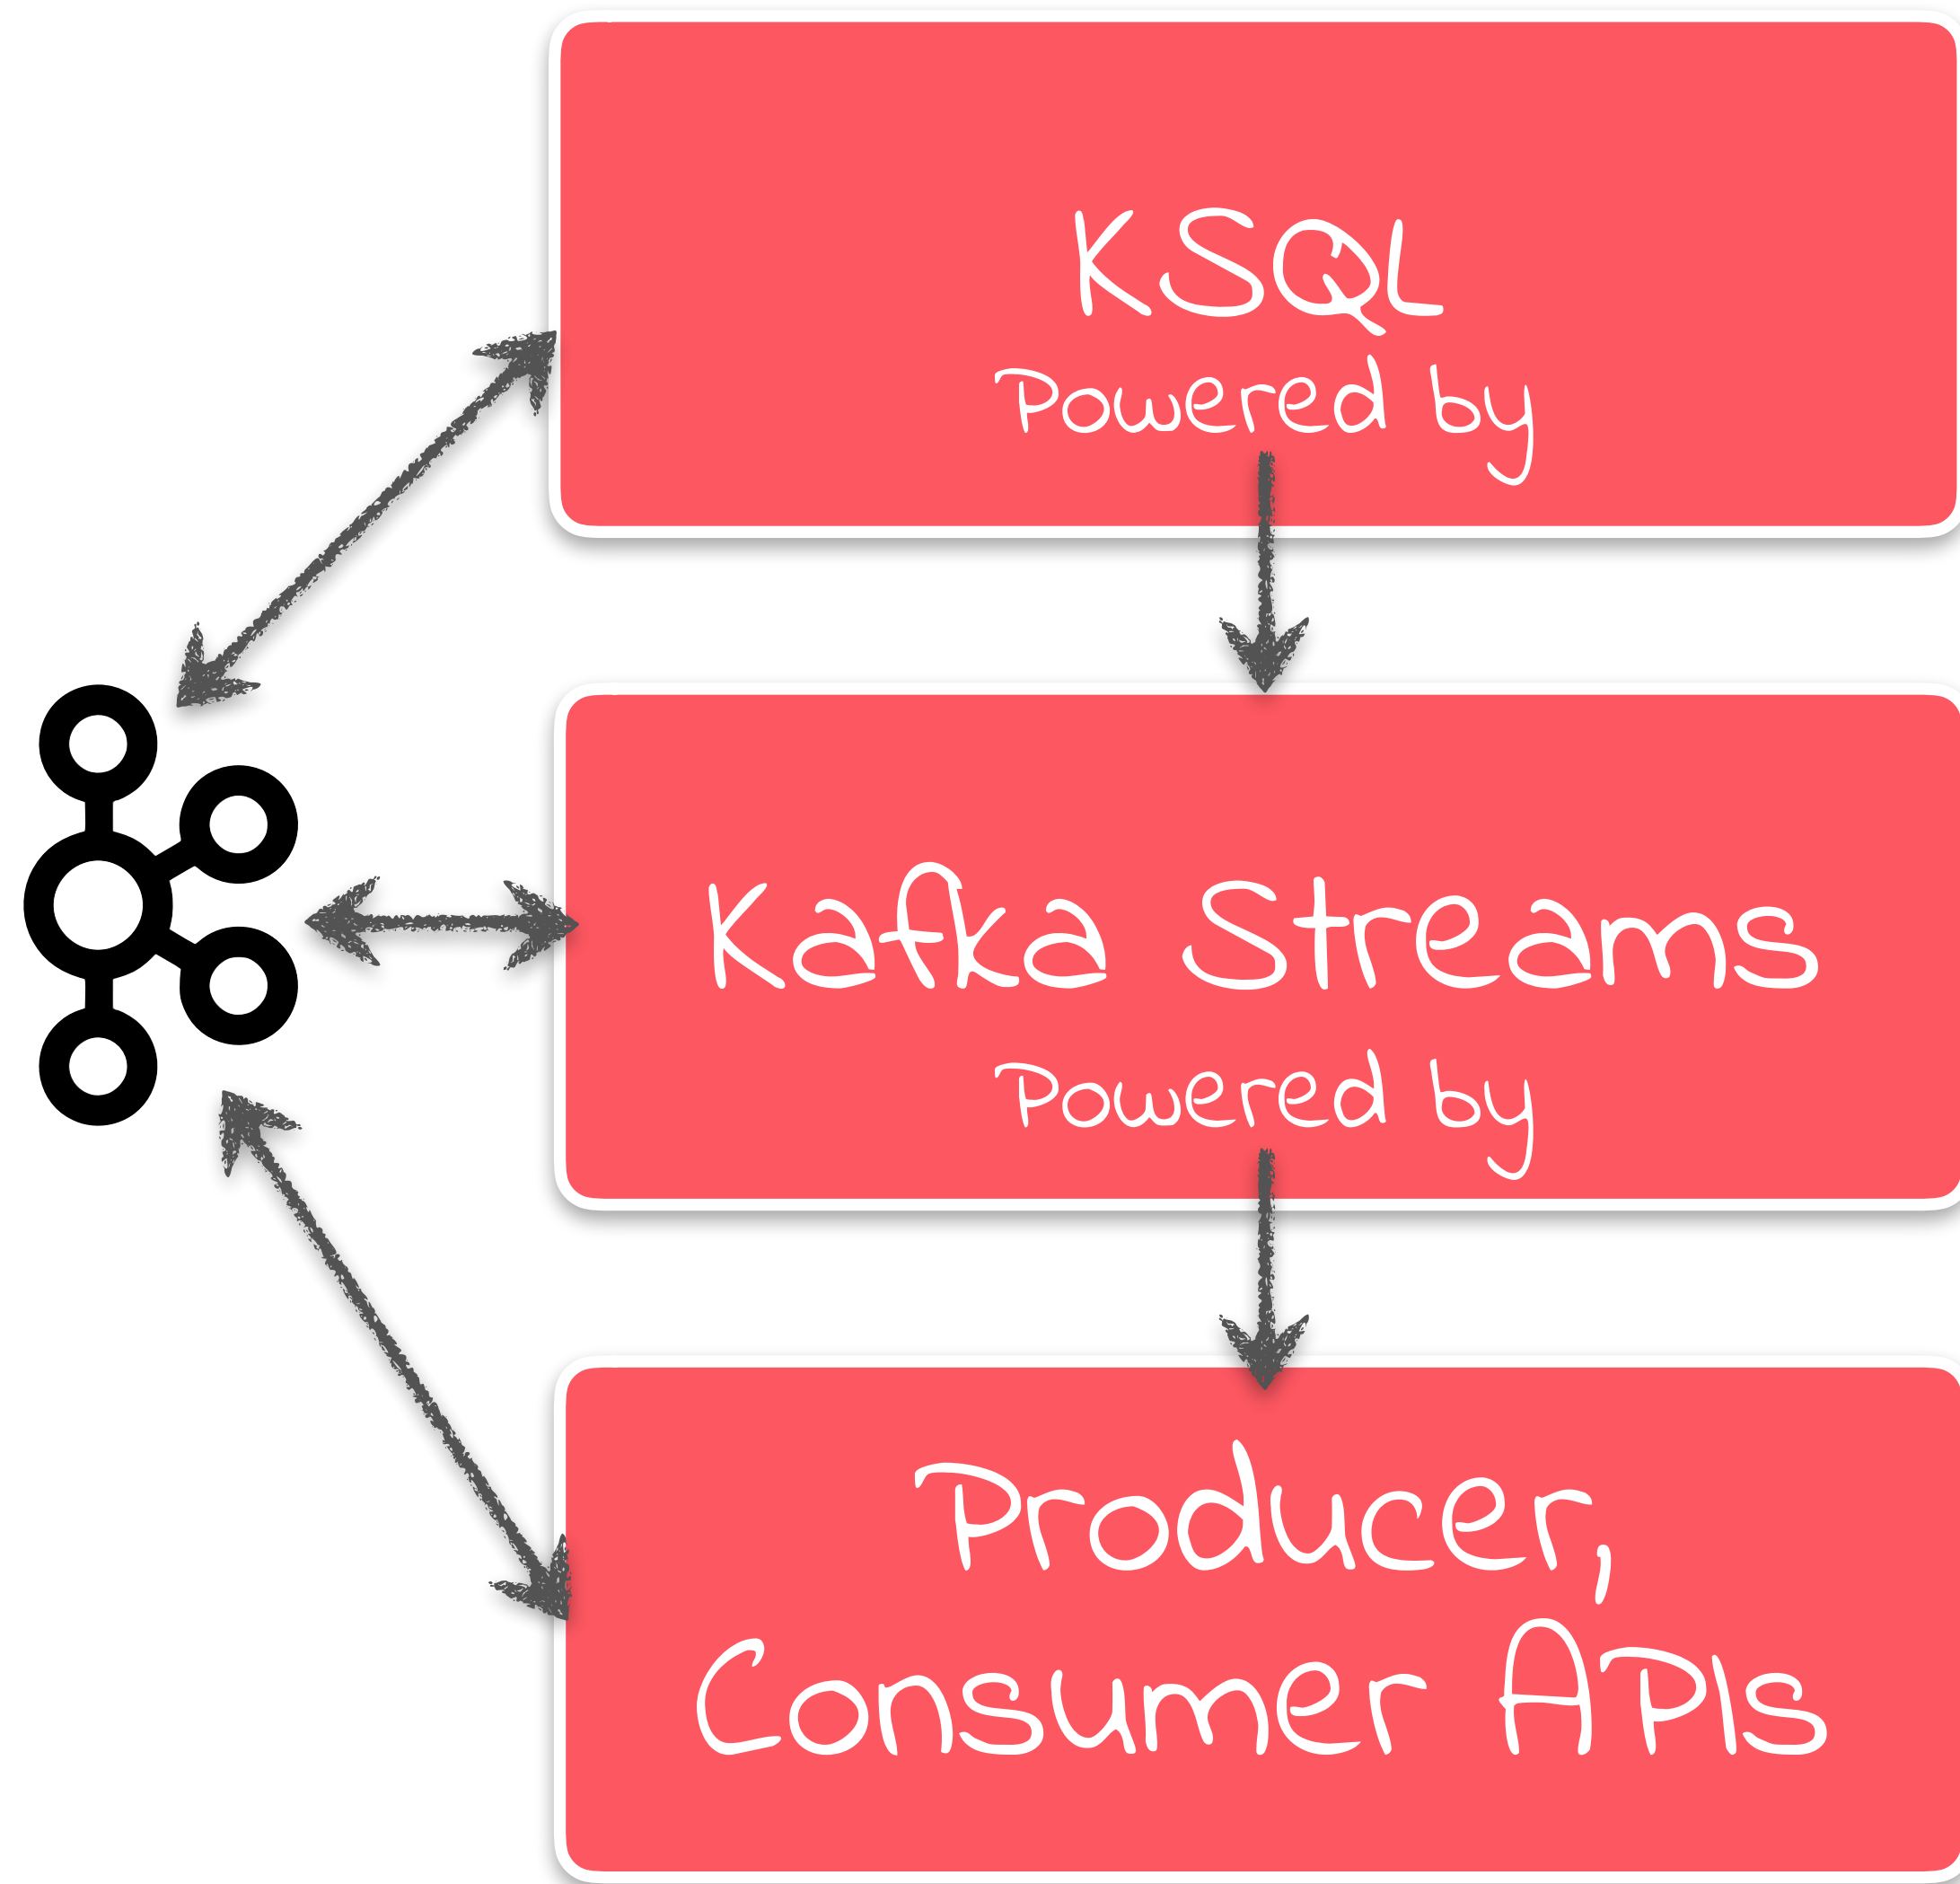 KSQL
Powered by
Kafka Streams
Powered by
Producer,
Consumer APIs